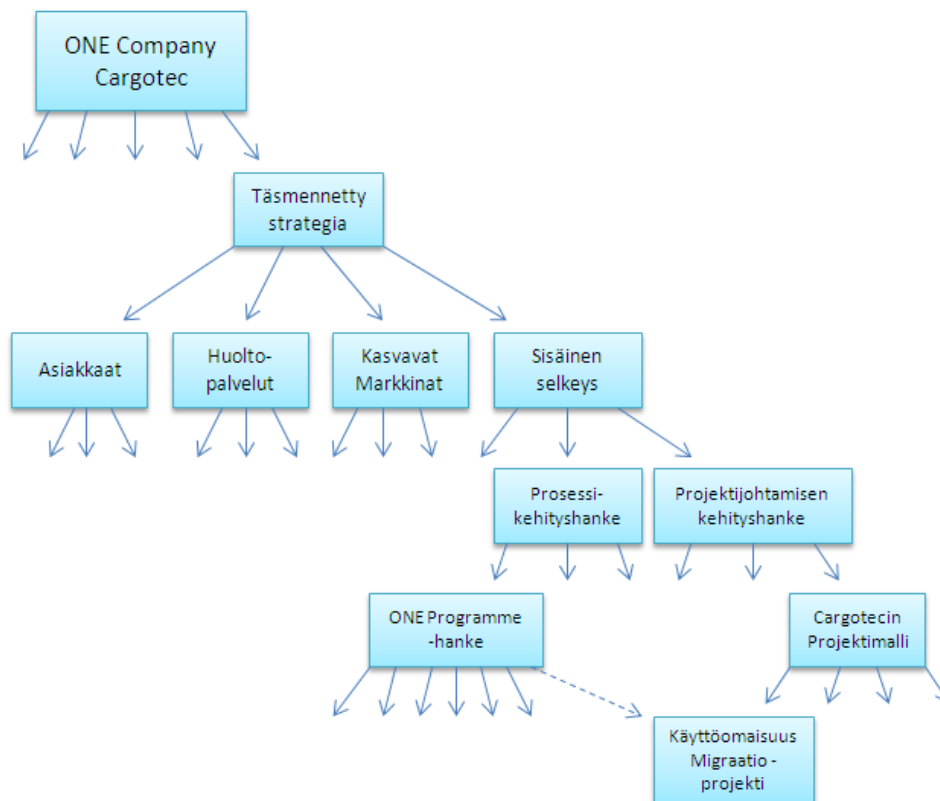 ONE Company
Cargotec
Täsmennetty
strategia
Asiakkaat
Huolto-
palvelut
Kasvavat
Markkinat
Sisäinen
selkeys
Prosessi-
kehityshanke
Projektijohtamisen
kehityshanke
ONE Programme
-hanke
Cargotecin
Projektimalli
Käyttöomaisuus
Migraatio -
projekti